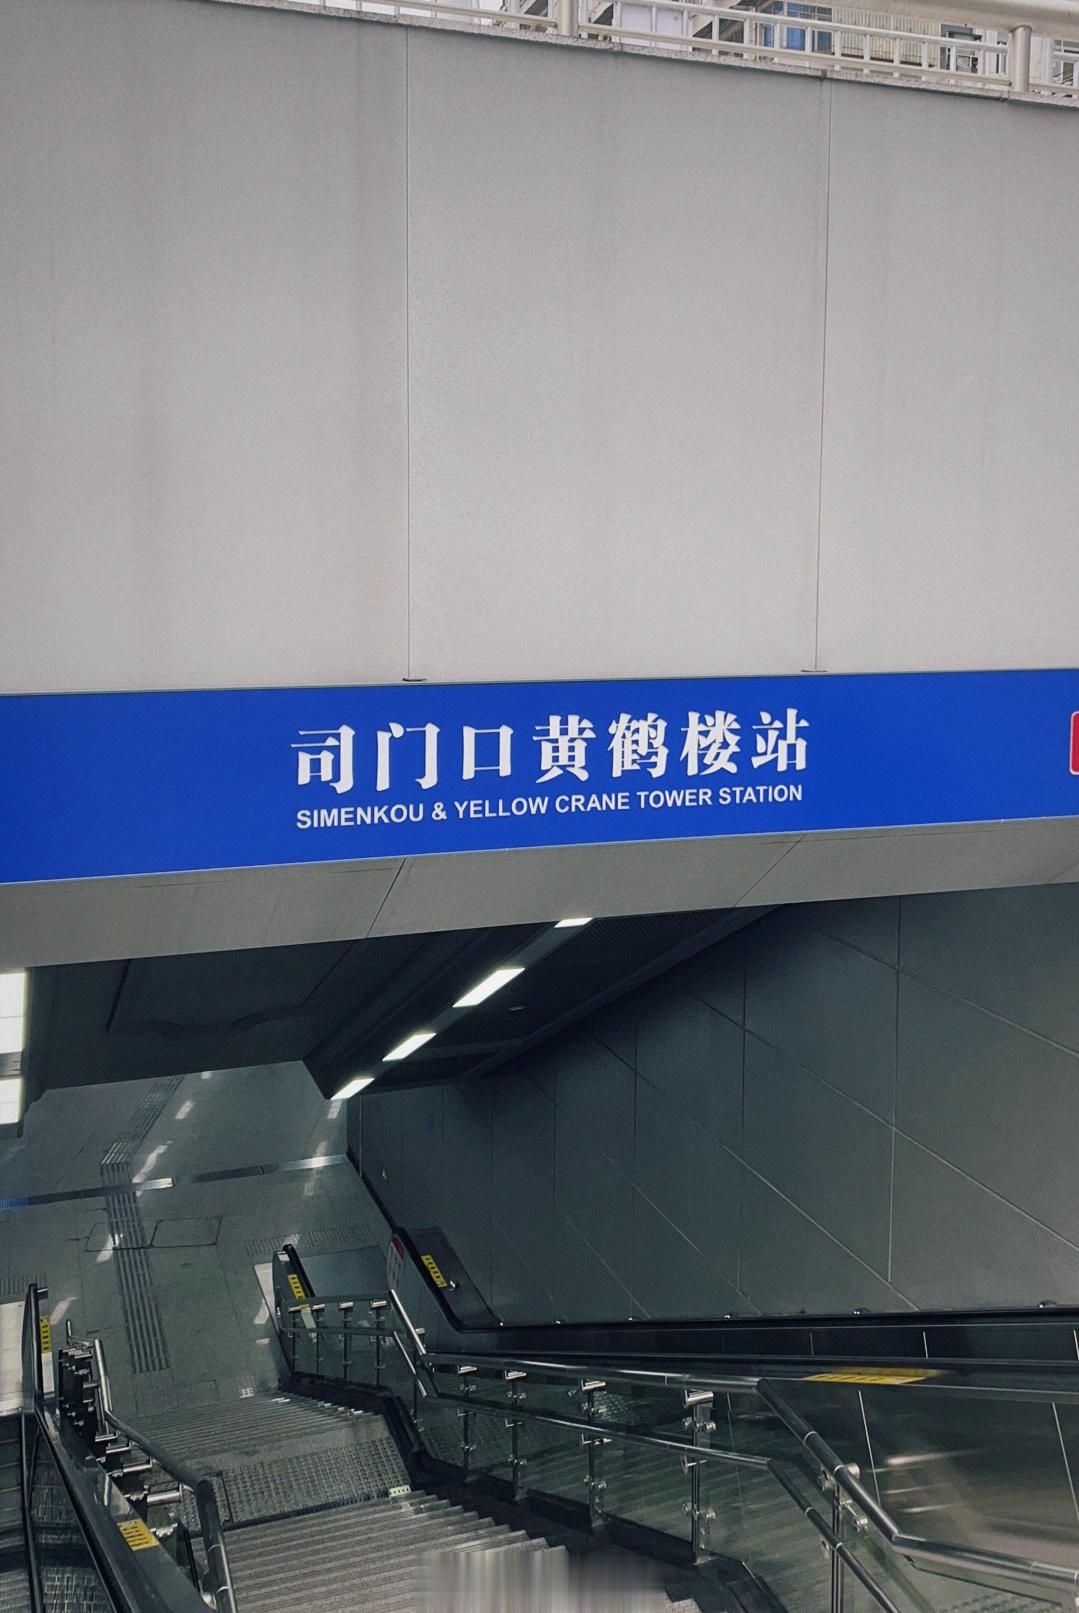 司门口黄鹤楼站
SIMENKOU & YELLOW CRANE TOWER STATION